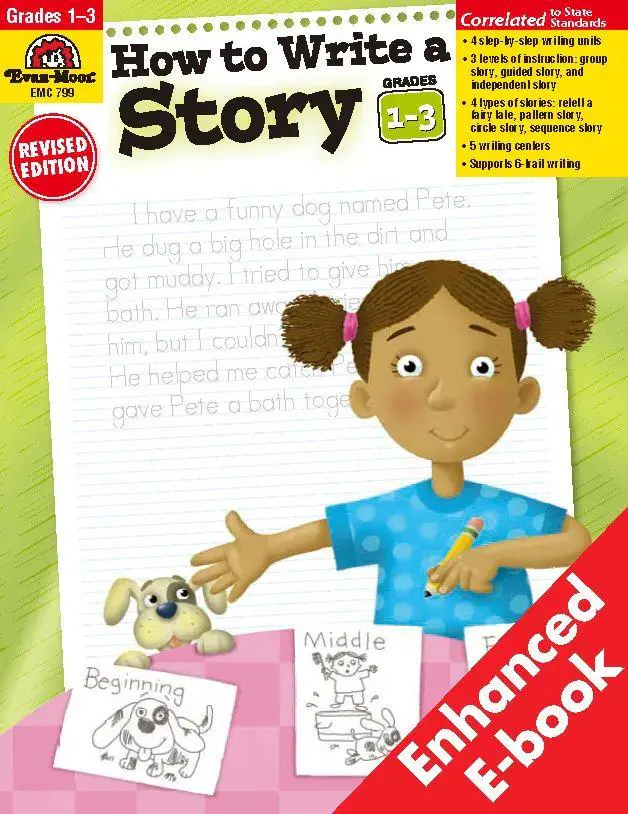 Grades 1–3
Evan-Moor
EMC 799
REVISED
EDITION
How to Write a
Story
GRADES
1-3
Correlated to State
Standards
• 4 step-by-step writing units
• 3 levels of instruction: group
story, guided story, and
independent story
• 4 types of stories: retell a
fairy tale, pattern story,
circle story, sequence story
• 5 writing centers
• Supports 6-trait writing
I have a funny dog named Pete.
He dug a big hole in the dirt and
got muddy. I tried to give him
bath. He ran
him, but I
He helped me
gave Pete a bath
Beginning
Middle
Enhanced
E-book